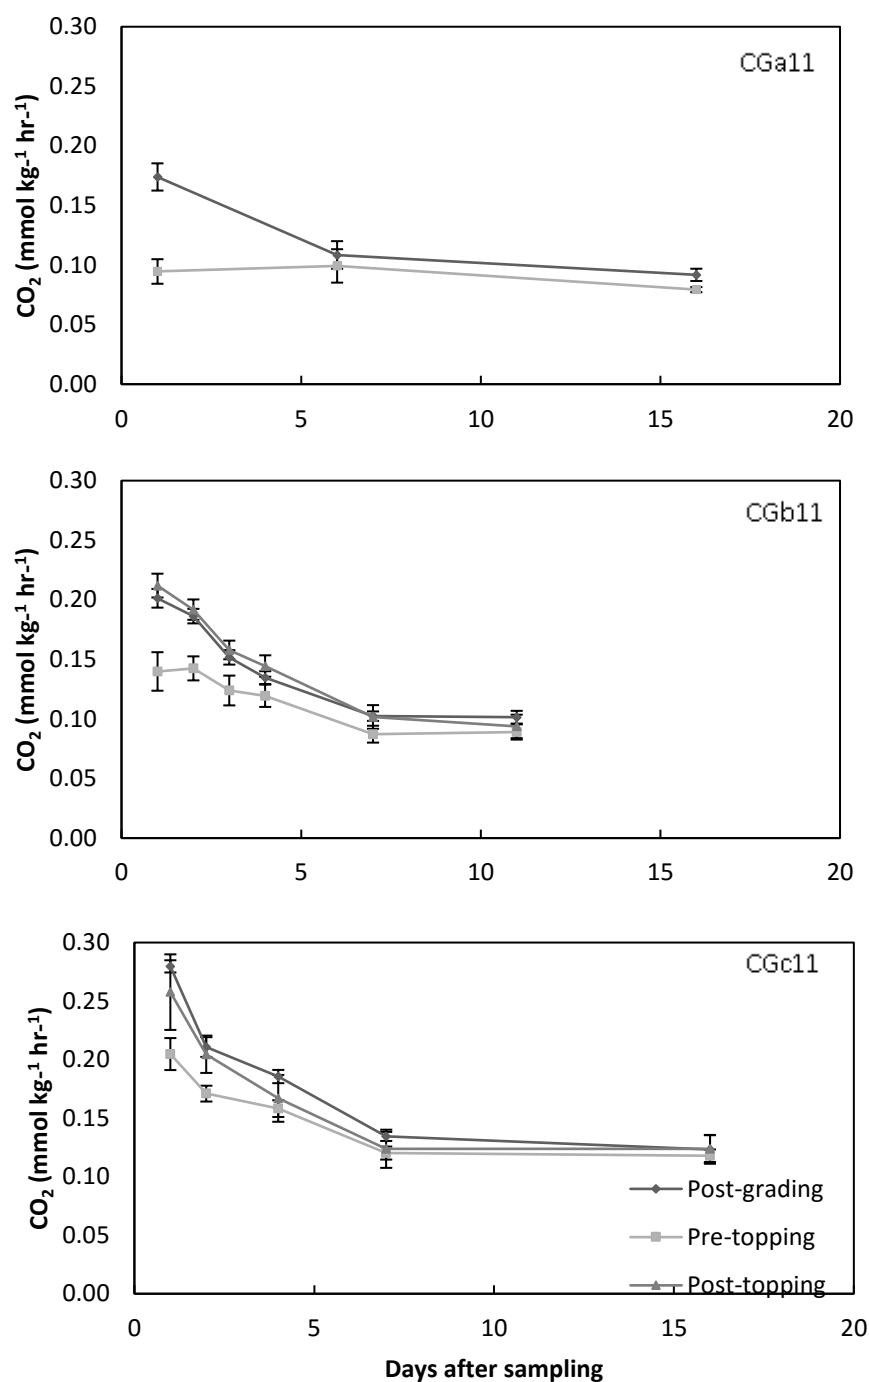 0.30
CGa11
0.25
0.20
0.15
0.10
0.05
0.00
CO₂ (mmol kg-¹ hr-¹)
0 5 10 15 20
0.30
CGb11
0.25
0.20
0.15
0.10
0.05
0.00
CO₂ (mmol kg-¹ hr-¹)
0 5 10 15 20
0.30
CGc11
0.25
0.20
0.15
0.10
0.05
0.00
CO₂ (mmol kg-¹ hr-¹)
Post-grading
Pre-topping
Post-topping
0 5 10 15 20
Days after sampling